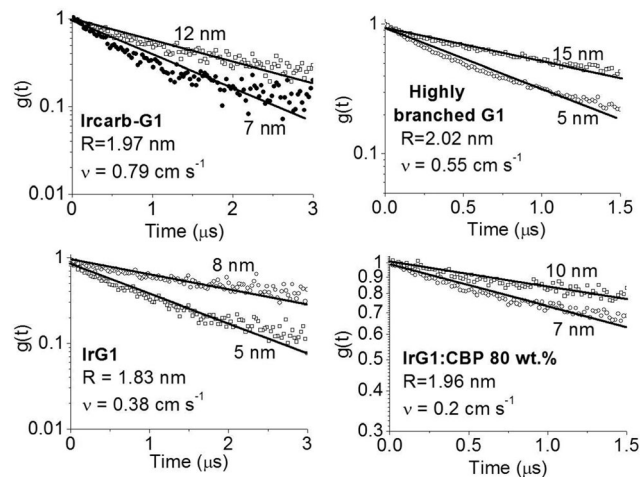 1
12 nm
g(t)
0.1
Ircarb-G1
R=1.97 nm
ν = 0.79 cm s⁻¹
7 nm
0.01
0 1 2 3
Time (μs)
1
15 nm
g(t)
Highly
branched G1
5 nm
R=2.02 nm
ν = 0.55 cm s⁻¹
0.1
0.0 0.5 1.0 1.5
Time (μs)
1
8 nm
g(t)
0.1
5 nm
IrG1
R = 1.83 nm
ν = 0.38 cm s⁻¹
0.01
0 1 2 3
Time (μs)
1
0.9
0.8
0.7
0.6
0.5
0.4
0.3
g(t)
10 nm
7 nm
IrG1:CBP 80 wt.%
R=1.96 nm
ν = 0.2 cm s⁻¹
0.0 0.5 1.0 1.5
Time (μs)